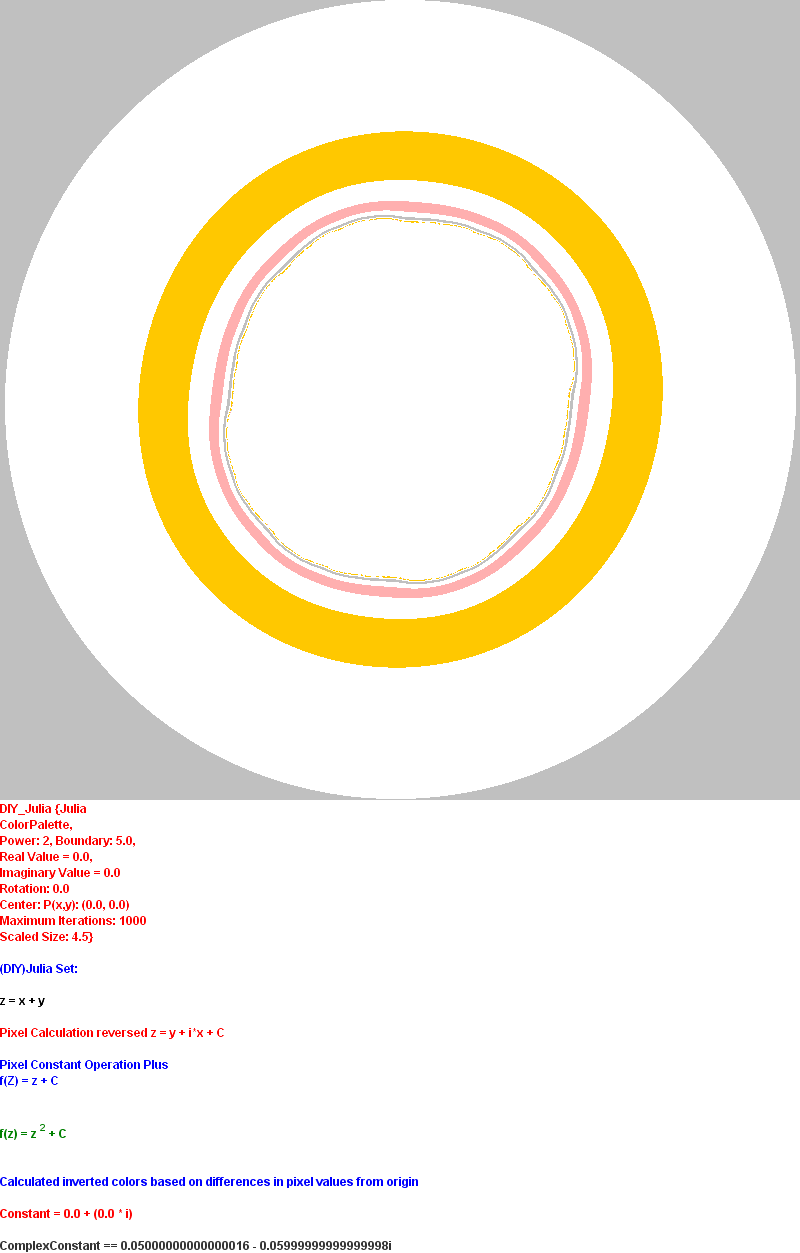 DIY_Julia {Julia
ColorPalette,
Power: 2, Boundary: 5.0,
Real Value = 0.0,
Imaginary Value = 0.0
Rotation: 0.0
Center: P(x,y): (0.0, 0.0)
Maximum Iterations: 1000
Scaled Size: 4.5}
(DIY)Julia Set:
z = x + y
Pixel Calculation reversed z = y + i*x + C
Pixel Constant Operation Plus
f(Z) = z + C
f(z) = z ² + C
Calculated inverted colors based on differences in pixel values from origin
Constant = 0.0 + (0.0 * i)
ComplexConstant == 0.05000000000000016 - 0.05999999999999998i